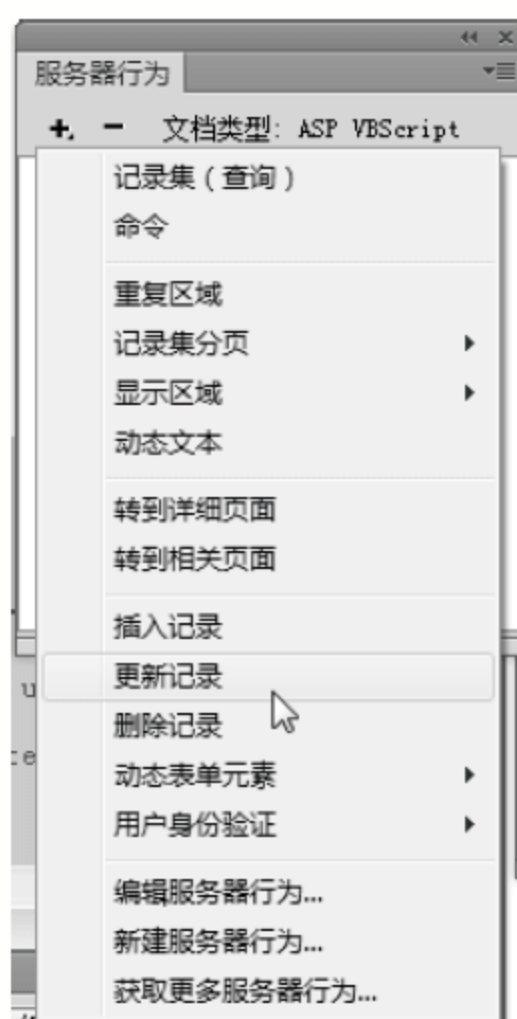 服务器行为
文档类型: ASP VBScript
记录集(查询)
命令
重复区域
记录集分页
显示区域
动态文本
转到详细页面
转到相关页面
插入记录
更新记录
u
删除记录
te
动态表单元素
用户身份验证
编辑服务器行为...
新建服务器行为...
获取更多服务器行为...